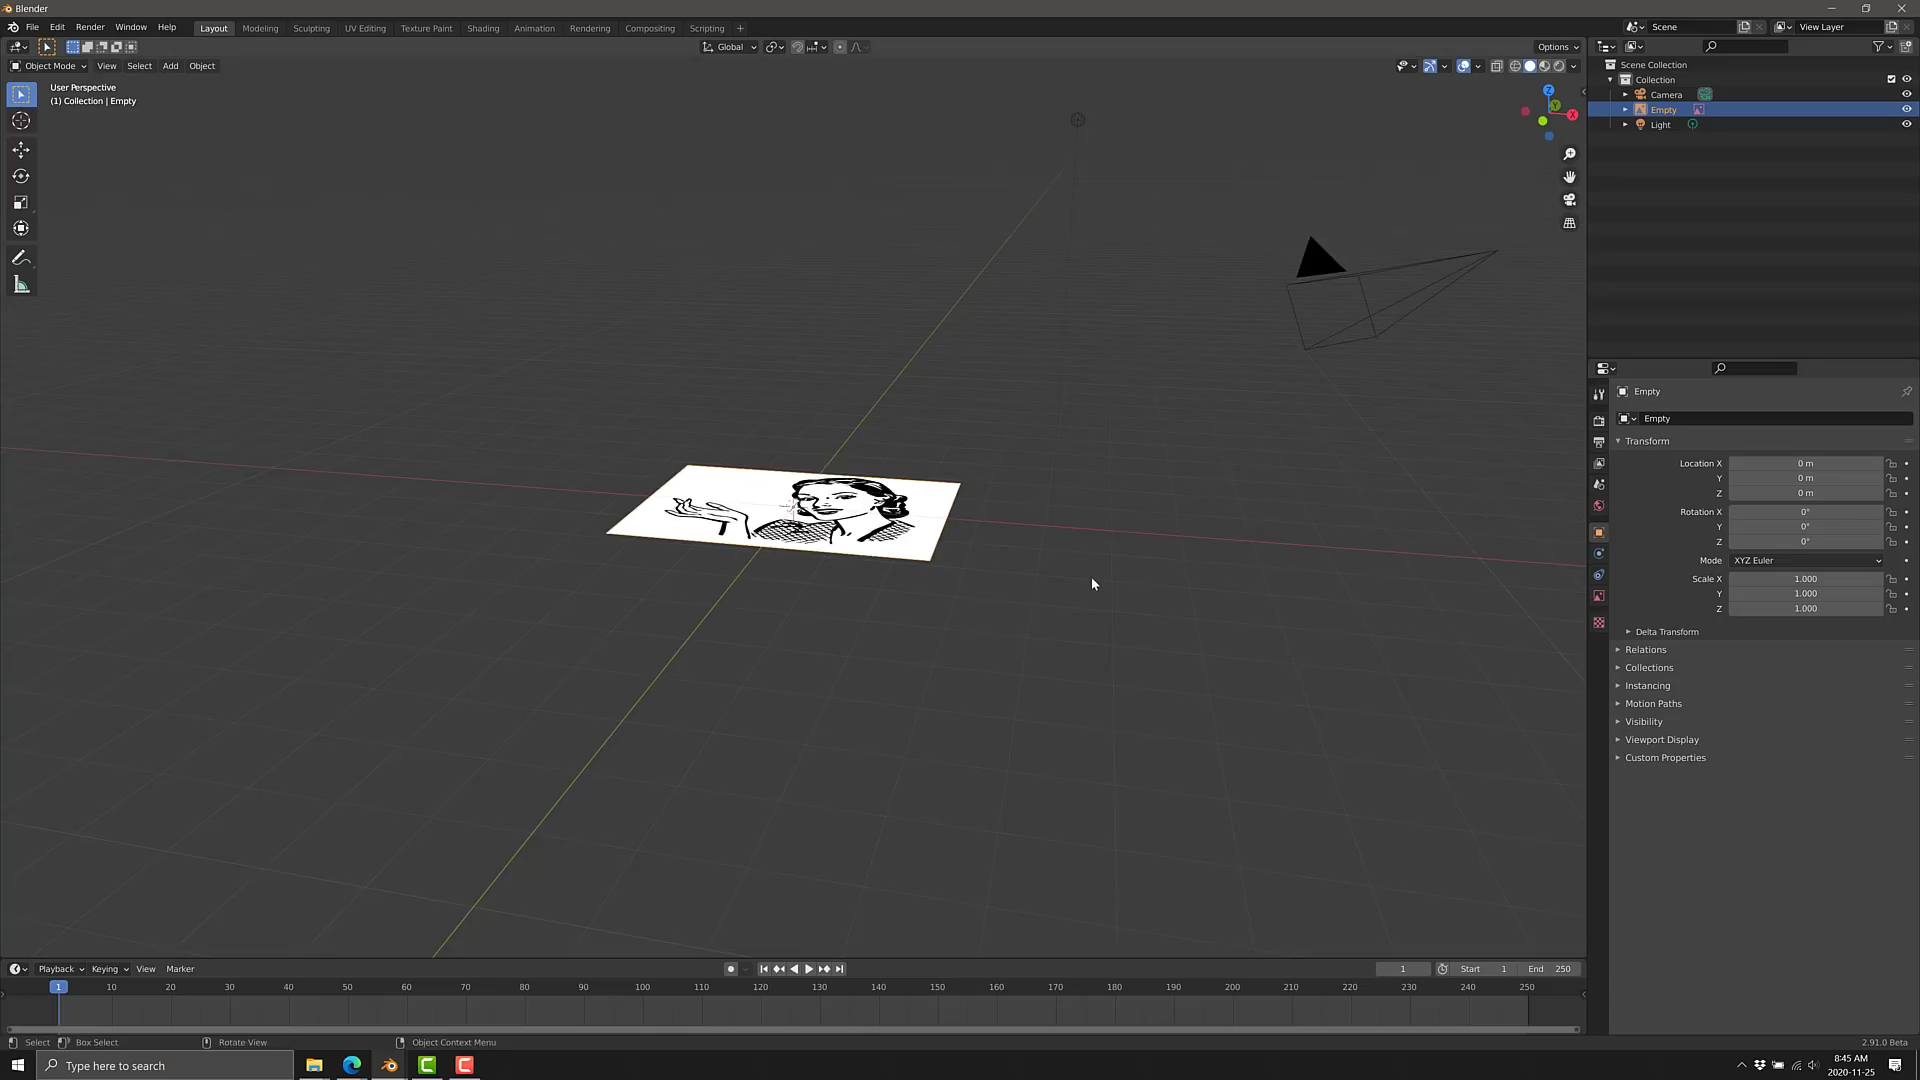 Blender
File Edit Render Window Help Layout Modeling Sculpting UV Editing Texture Paint Shading Animation Rendering Compositing Scripting + Scene View Layer
Global Options
Object Mode View Select Add Object
User Perspective
(1) Collection | Empty
Z
Y
X
Scene Collection
Collection
Camera
Empty
Light
Empty
Empty
Transform
Location X 0 m
Y 0 m
Z 0 m
Rotation X 0°
Y 0°
Z 0°
Mode XYZ Euler
Scale X 1.000
Y 1.000
Z 1.000
Delta Transform
Relations
Collections
Instancing
Motion Paths
Visibility
Viewport Display
Custom Properties
Playback Keying View Marker 1 Start 1 End 250
1 10 20 30 40 50 60 70 80 90 100 110 120 130 140 150 160 170 180 190 200 210 220 230 240 250
Select Box Select Rotate View Object Context Menu 2.91.0 Beta
Type here to search
8:45 AM
2020-11-25